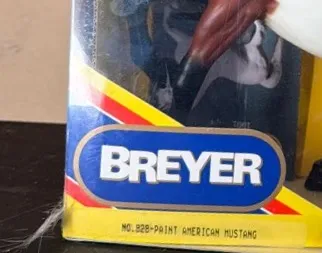 BREYER
NO.828-PAINT AMERICAN MUSTANG